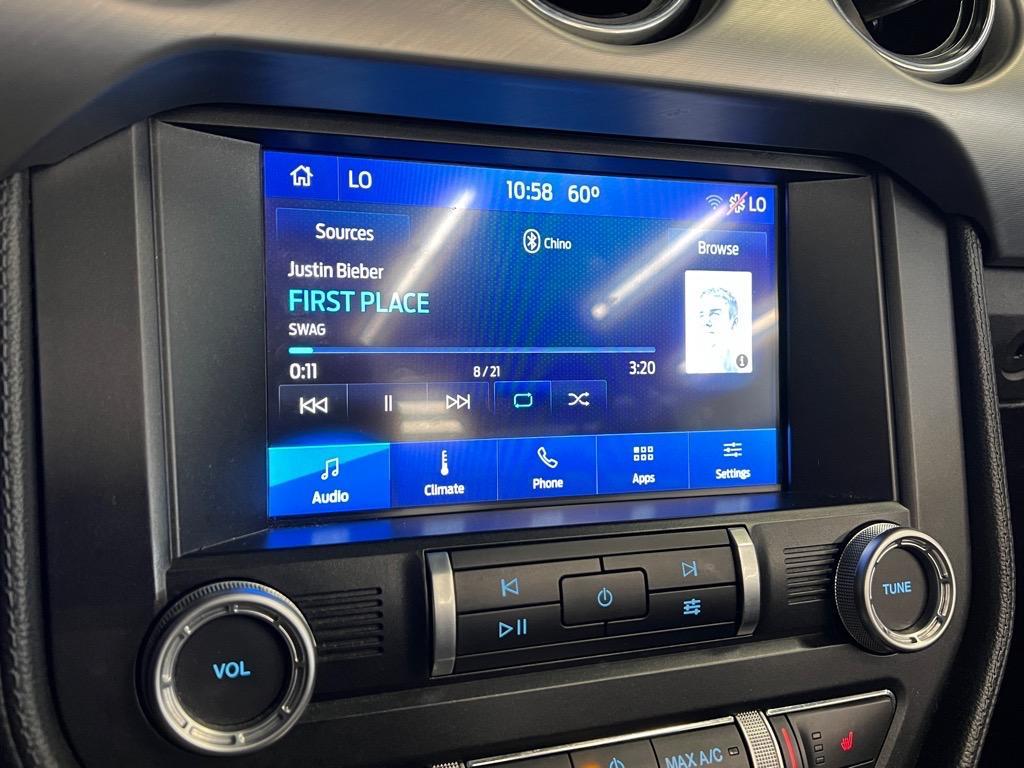 LO 10:58 60° LO
Sources Chino Browse
Justin Bieber
FIRST PLACE
SWAG
0:11 8/21 3:20
Audio Climate Phone Apps Settings
VOL
TUNE
MAX A/C